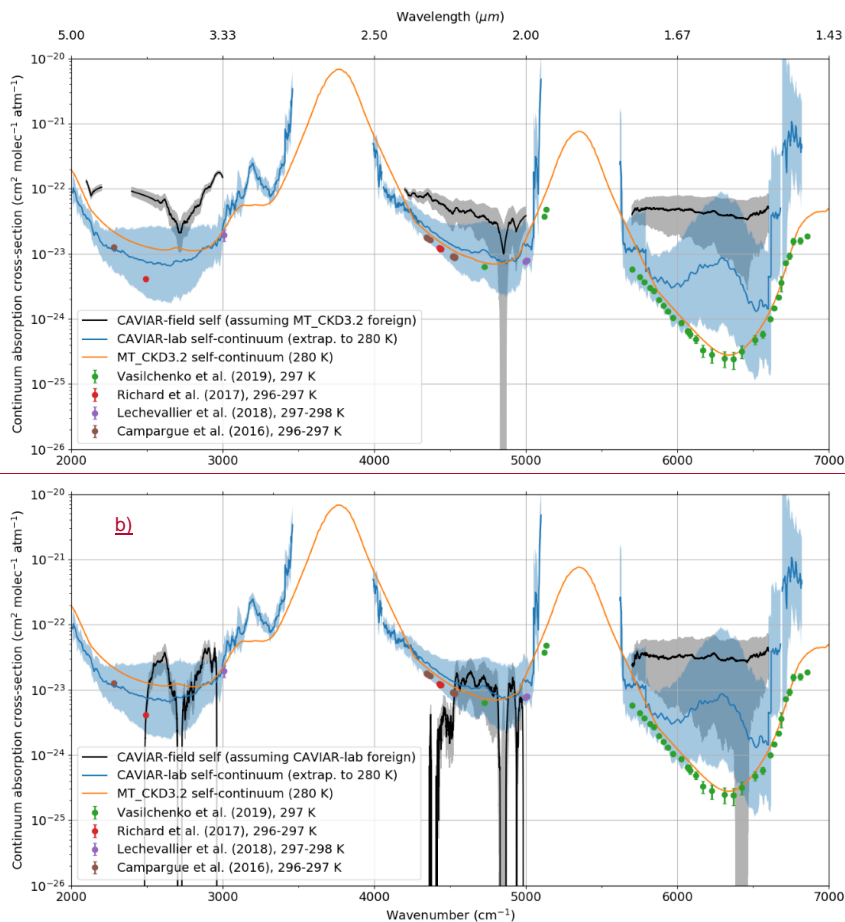 Wavelength (μm)
5.00 3.33 2.50 2.00 1.67 1.43
Continuum absorption cross-section (cm² molec⁻¹ atm⁻¹)
10⁻²⁰
10⁻²¹
10⁻²²
10⁻²³
10⁻²⁴
10⁻²⁵
10⁻²⁶
CAVIAR-field self (assuming MT_CKD3.2 foreign)
CAVIAR-lab self-continuum (extrap. to 280 K)
MT_CKD3.2 self-continuum (280 K)
Vasilchenko et al. (2019), 297 K
Richard et al. (2017), 296-297 K
Lechevallier et al. (2018), 297-298 K
Campargue et al. (2016), 296-297 K
2000 3000 4000 5000 6000 7000
b)
Continuum absorption cross-section (cm² molec⁻¹ atm⁻¹)
10⁻²⁰
10⁻²¹
10⁻²²
10⁻²³
10⁻²⁴
10⁻²⁵
10⁻²⁶
CAVIAR-field self (assuming CAVIAR-lab foreign)
CAVIAR-lab self-continuum (extrap. to 280 K)
MT_CKD3.2 self-continuum (280 K)
Vasilchenko et al. (2019), 297 K
Richard et al. (2017), 296-297 K
Lechevallier et al. (2018), 297-298 K
Campargue et al. (2016), 296-297 K
2000 3000 4000 5000 6000 7000
Wavenumber (cm⁻¹)